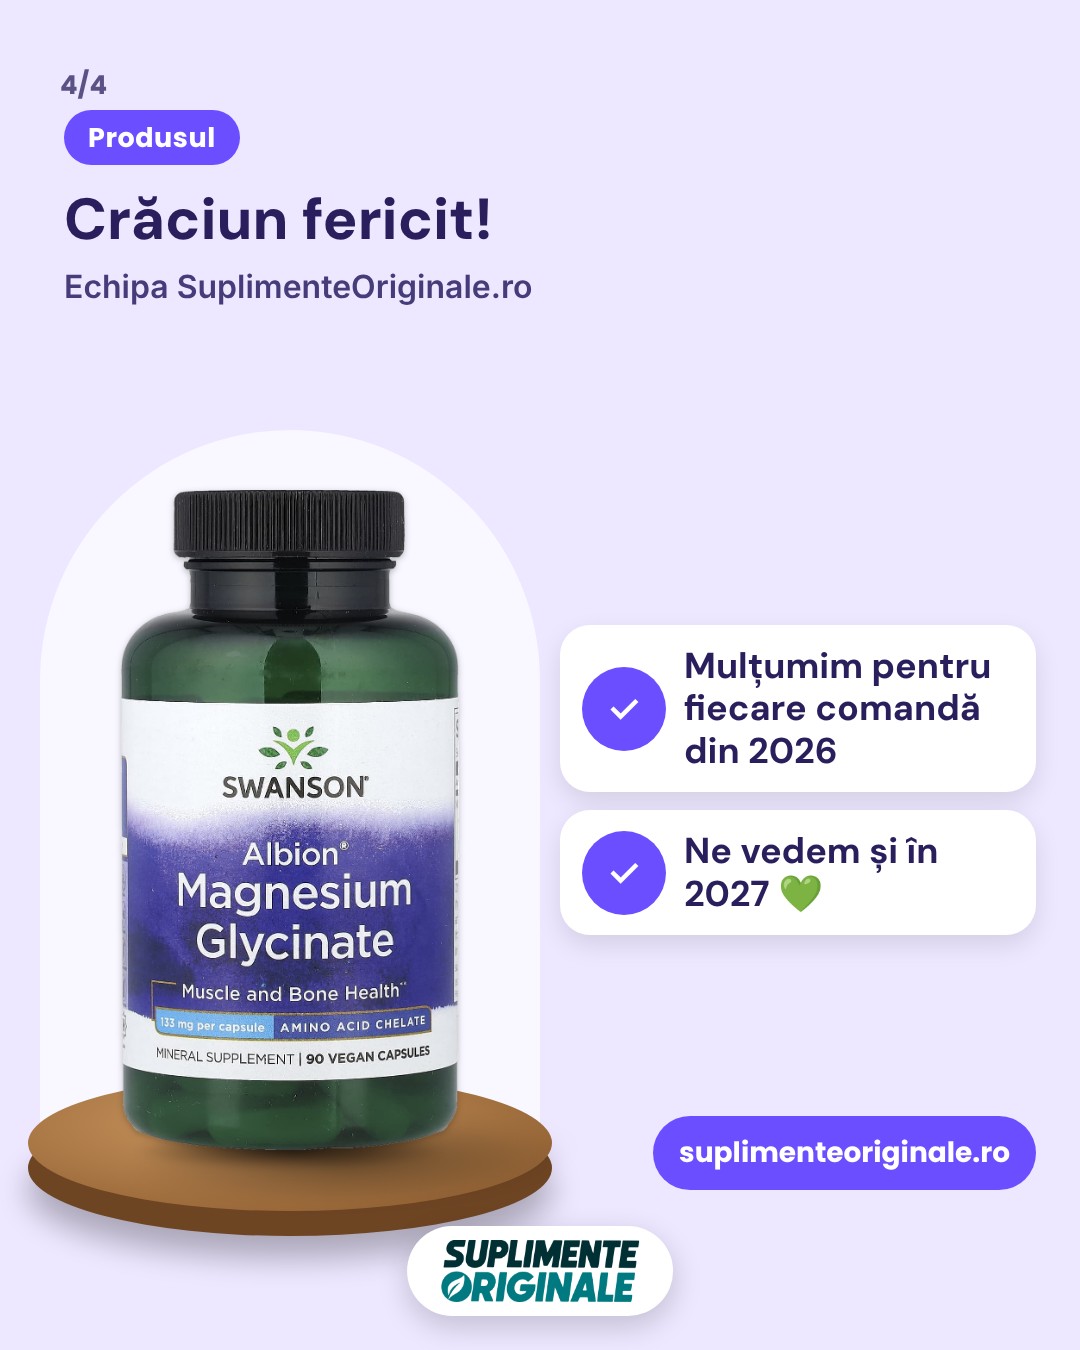 4/4
Produsul
Crăciun fericit!
Echipa SuplimenteOriginale.ro
SWANSON®
Albion®
Magnesium
Glycinate
Muscle and Bone Health
133 mg per capsule AMINO ACID CHELATE
MINERAL SUPPLEMENT | 90 VEGAN CAPSULES
Mulțumim pentru
fiecare comandă
din 2026
Ne vedem și în
2027 💚
suplimenteoriginale.ro
SUPLIMENTE
ORIGINALE